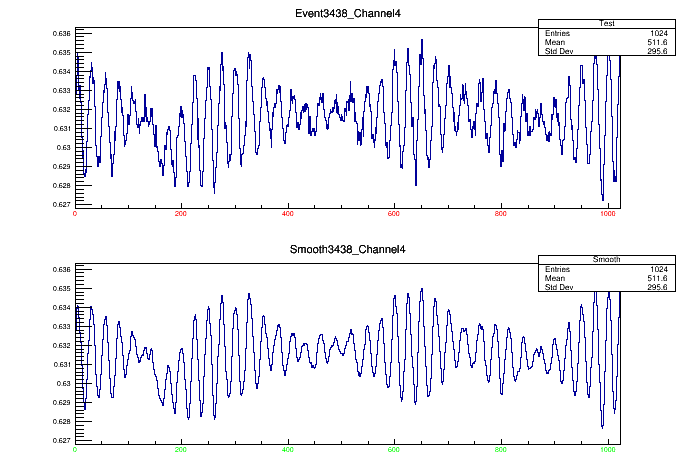 Event3438_Channel4
Test
Entries 1024
Mean 511.6
Std Dev 295.6
0.636
0.635
0.634
0.633
0.632
0.631
0.63
0.629
0.628
0.627
0 200 400 600 800 1000
Smooth3438_Channel4
Smooth
Entries 1024
Mean 511.6
Std Dev 295.6
0.636
0.635
0.634
0.633
0.632
0.631
0.63
0.629
0.628
0.627
0 200 400 600 800 1000